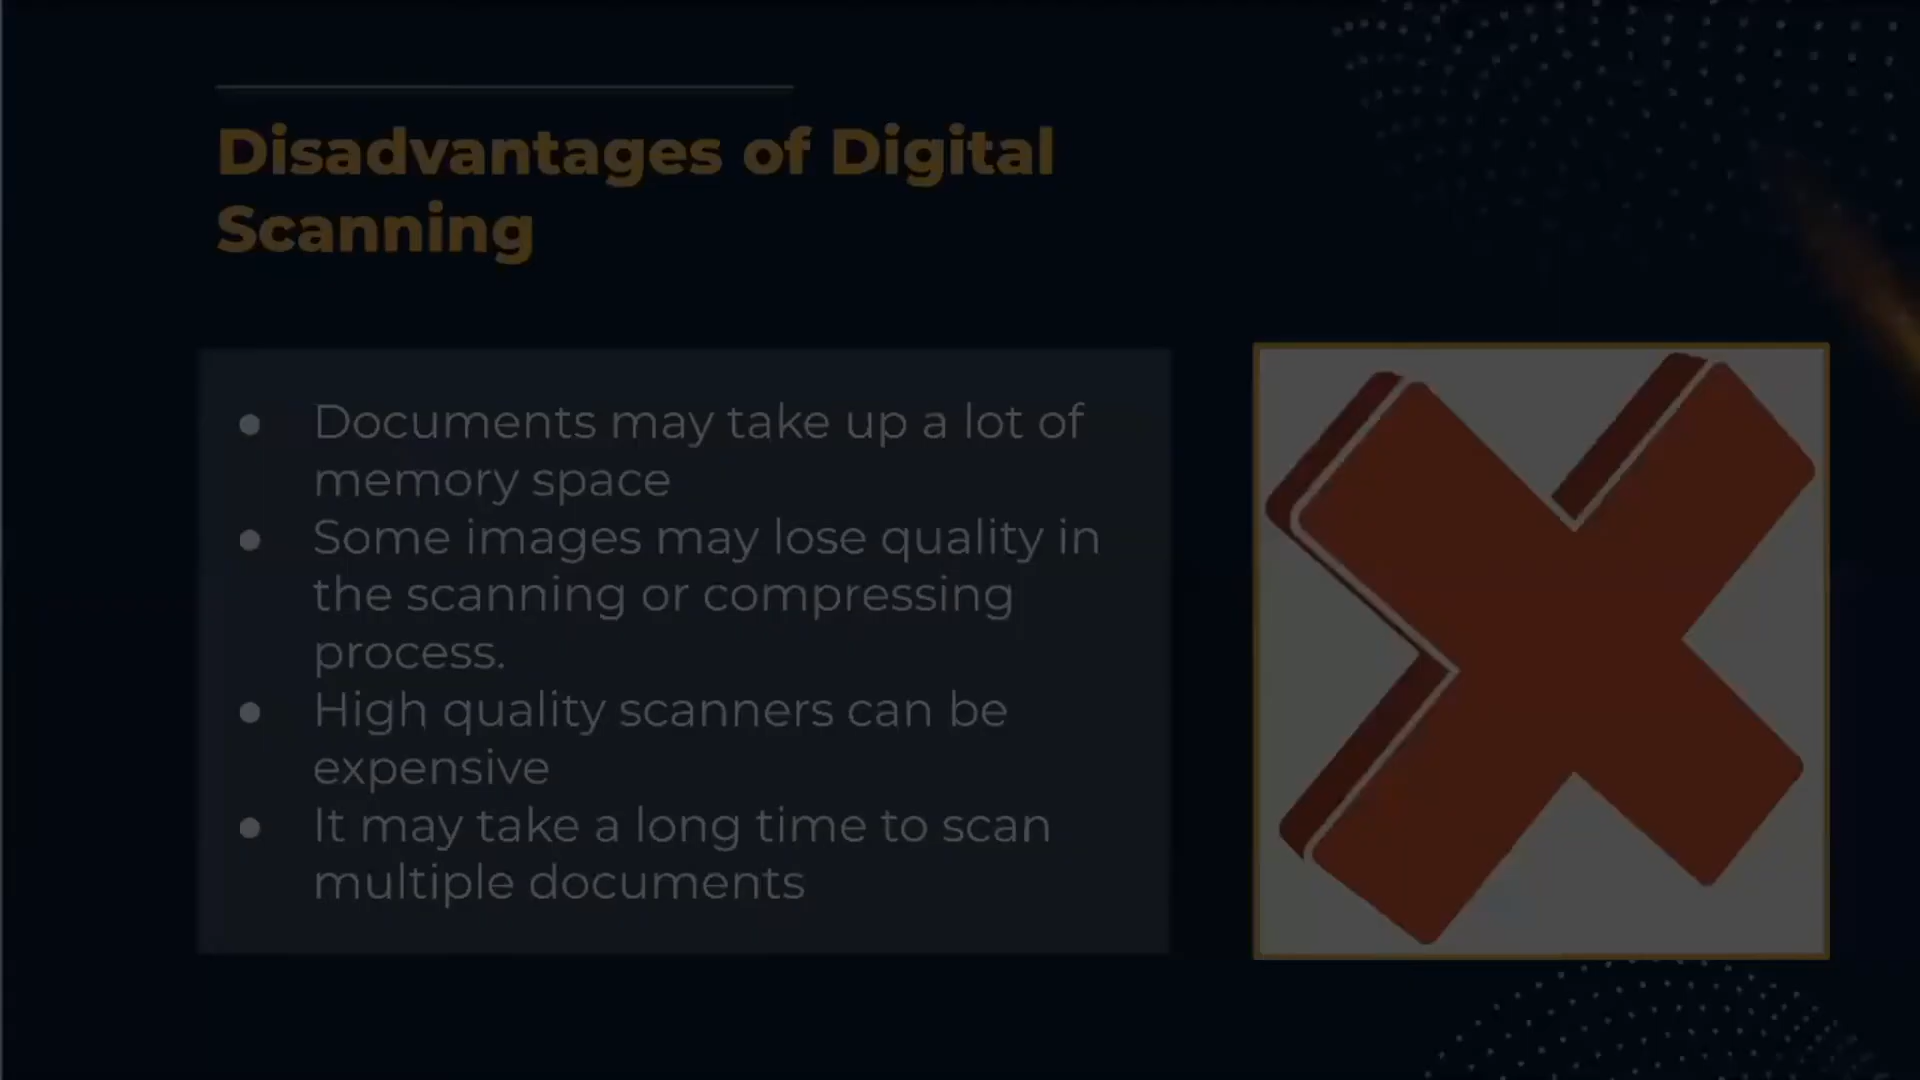 Disadvantages of Digital
Scanning
● Documents may take up a lot of
memory space
● Some images may lose quality in
the scanning or compressing
process.
● High quality scanners can be
expensive
● It may take a long time to scan
multiple documents